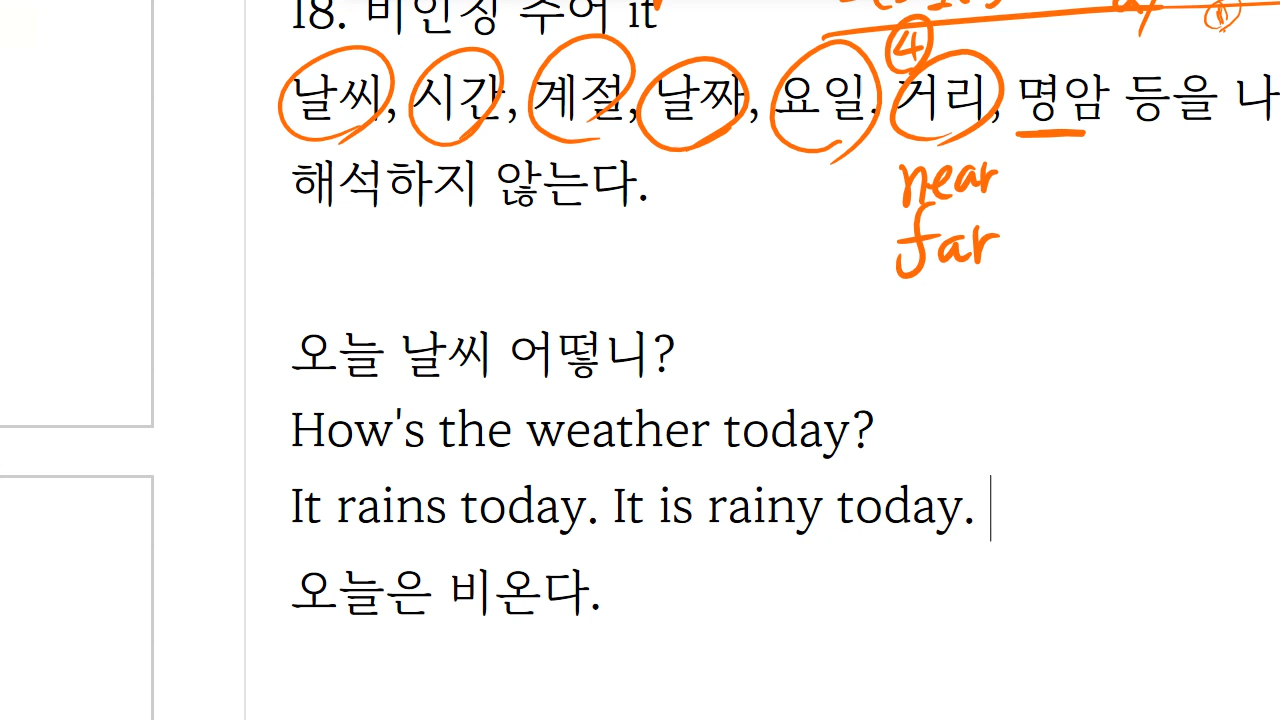 18. 비인칭 주어 it
④
날씨, 시간, 계절, 날짜, 요일. 거리, 명암 등을 나
해석하지 않는다.
near
far
오늘 날씨 어떻니?
How's the weather today?
It rains today. It is rainy today.
오늘은 비온다.